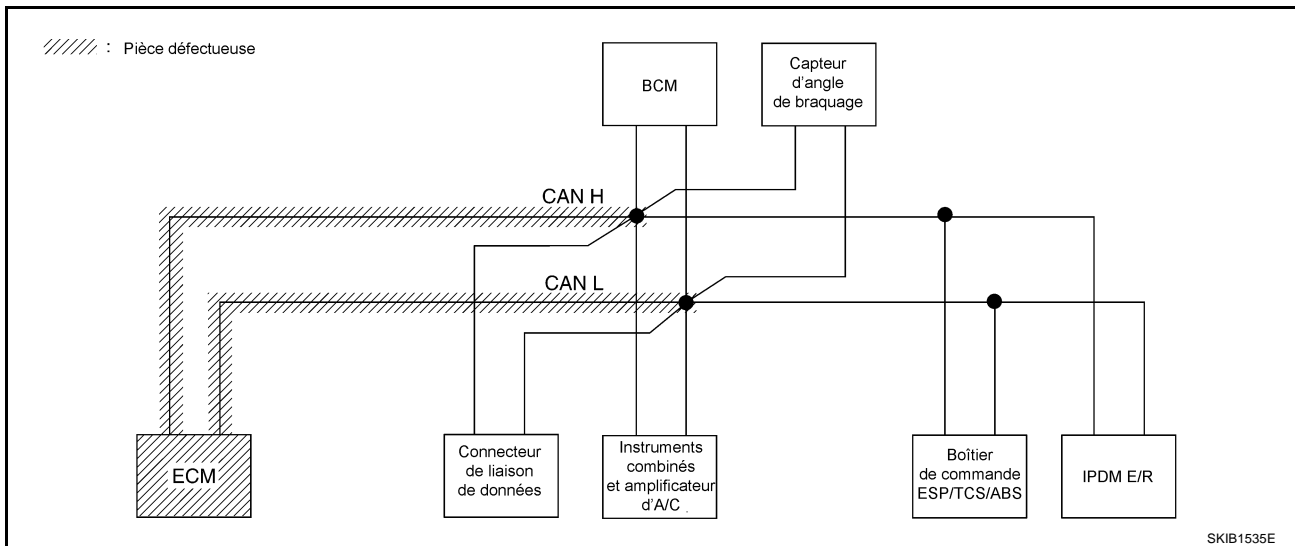 : Pièce défectueuse
BCM
Capteur
d'angle
de braquage
CAN H
CAN L
ECM
Connecteur
de liaison
de données
Instruments
combinés
et amplificateur
d'A/C
Boîtier
de commande
ESP/TCS/ABS
IPDM E/R
SKIB1535E